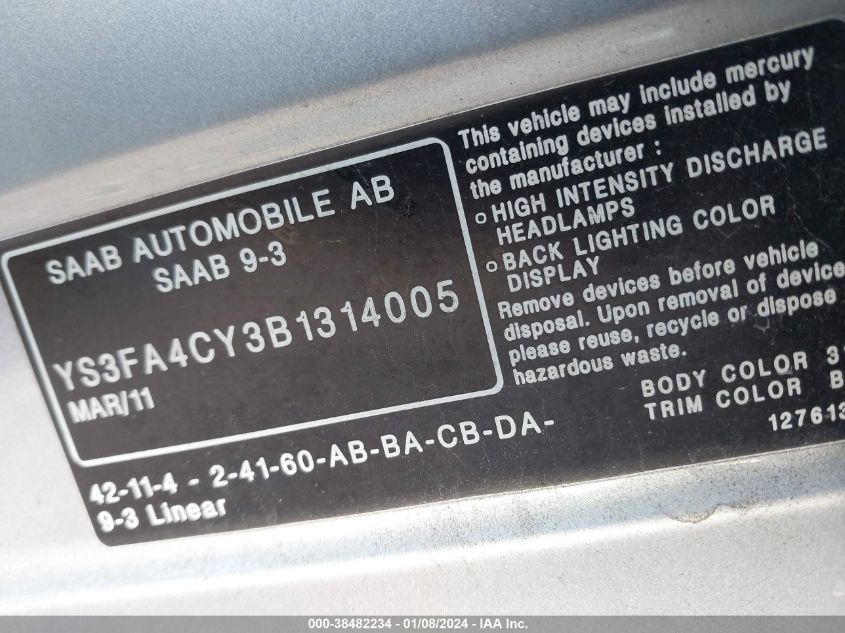 SAAB AUTOMOBILE AB
SAAB 9-3
YS3FA4CY3B1314005
MAR/11
42-11-4 - 2-41-60-AB-BA-CB-DA-
9-3 Linear
This vehicle may include mercury
containing devices installed by
the manufacturer :
o HIGH INTENSITY DISCHARGE
HEADLAMPS
o BACK LIGHTING COLOR
DISPLAY
Remove devices before vehicle
disposal. Upon removal of device
please reuse, recycle or dispose
hazardous waste.
BODY COLOR 3
TRIM COLOR B
127613
000-38482234 - 01/08/2024 - IAA Inc.